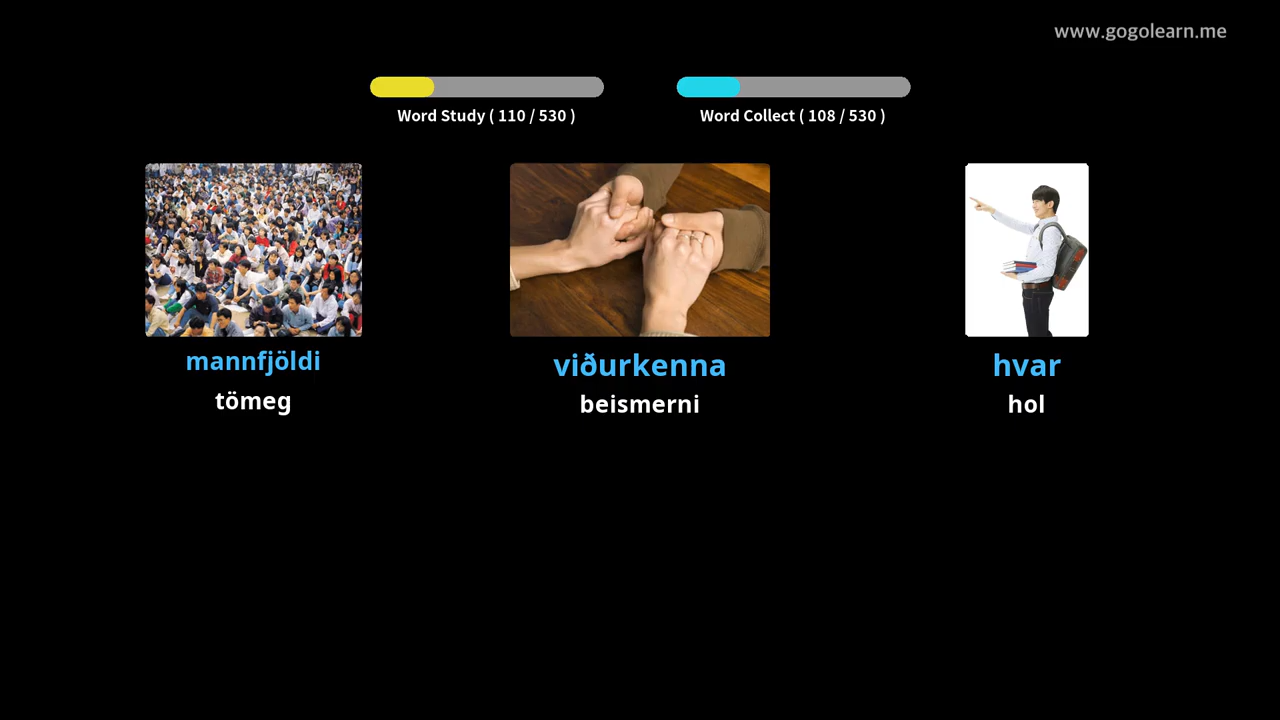 www.gogolearn.me
Word Study ( 110 / 530 )
Word Collect ( 108 / 530 )
mannfjöldi
tömeg
viðurkenna
beismerni
hvar
hol